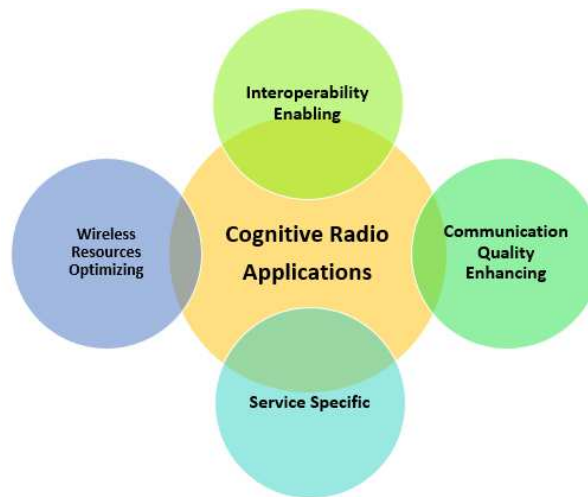 Interoperability
Enabling
Wireless
Resources
Optimizing
Cognitive Radio
Applications
Communication
Quality
Enhancing
Service Specific